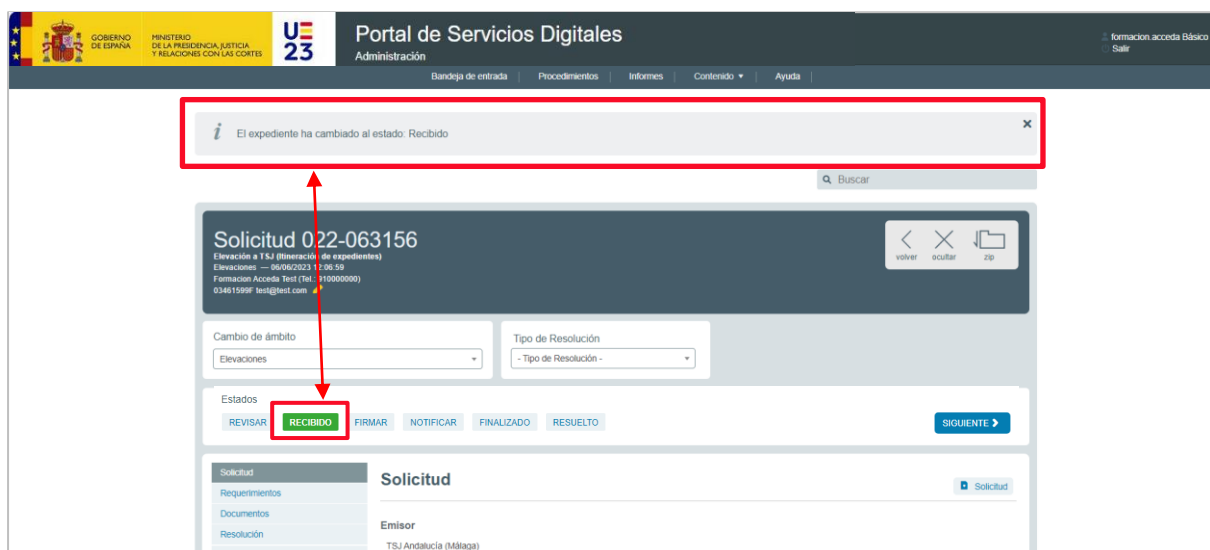 GOBIERNO
DE ESPAÑA
MINISTERIO
DE LA PRESIDENCIA, JUSTICIA
Y RELACIONES CON LAS CORTES
UE
23
Portal de Servicios Digitales
Administración
formacion.acceda Básico
Salir
Bandeja de entrada
Procedimientos
Informes
Contenido
Ayuda
i El expediente ha cambiado al estado: Recibido
Buscar
Solicitud 022-063156
Elevación a TSJ (Itineración de expedientes)
Elevaciones — 06/06/2023 12:06:59
Formacion Acceda Test (Tel.: 910000000)
03461599F test@test.com
volver
ocultar
zip
Cambio de ámbito
Elevaciones
Tipo de Resolución
- Tipo de Resolución -
Estados
REVISAR
RECIBIDO
FIRMAR
NOTIFICAR
FINALIZADO
RESUELTO
SIGUIENTE
Solicitud
Requerimientos
Documentos
Resolución
Solicitud
Solicitud
Emisor
TSJ Andalucía (Málaga)